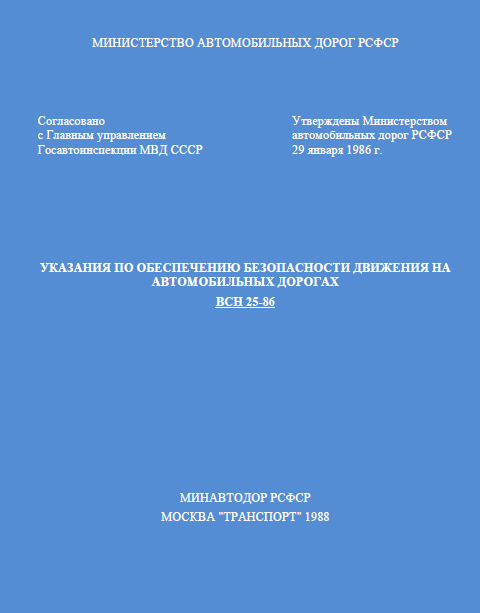 МИНИСТЕРСТВО АВТОМОБИЛЬНЫХ ДОРОГ РСФСР
Согласовано
с Главным управлением
Госавтоинспекции МВД СССР
Утверждены Министерством
автомобильных дорог РСФСР
29 января 1986 г.
УКАЗАНИЯ ПО ОБЕСПЕЧЕНИЮ БЕЗОПАСНОСТИ ДВИЖЕНИЯ НА
АВТОМОБИЛЬНЫХ ДОРОГАХ
ВСН 25-86
МИНАВТОДОР РСФСР
МОСКВА "ТРАНСПОРТ" 1988